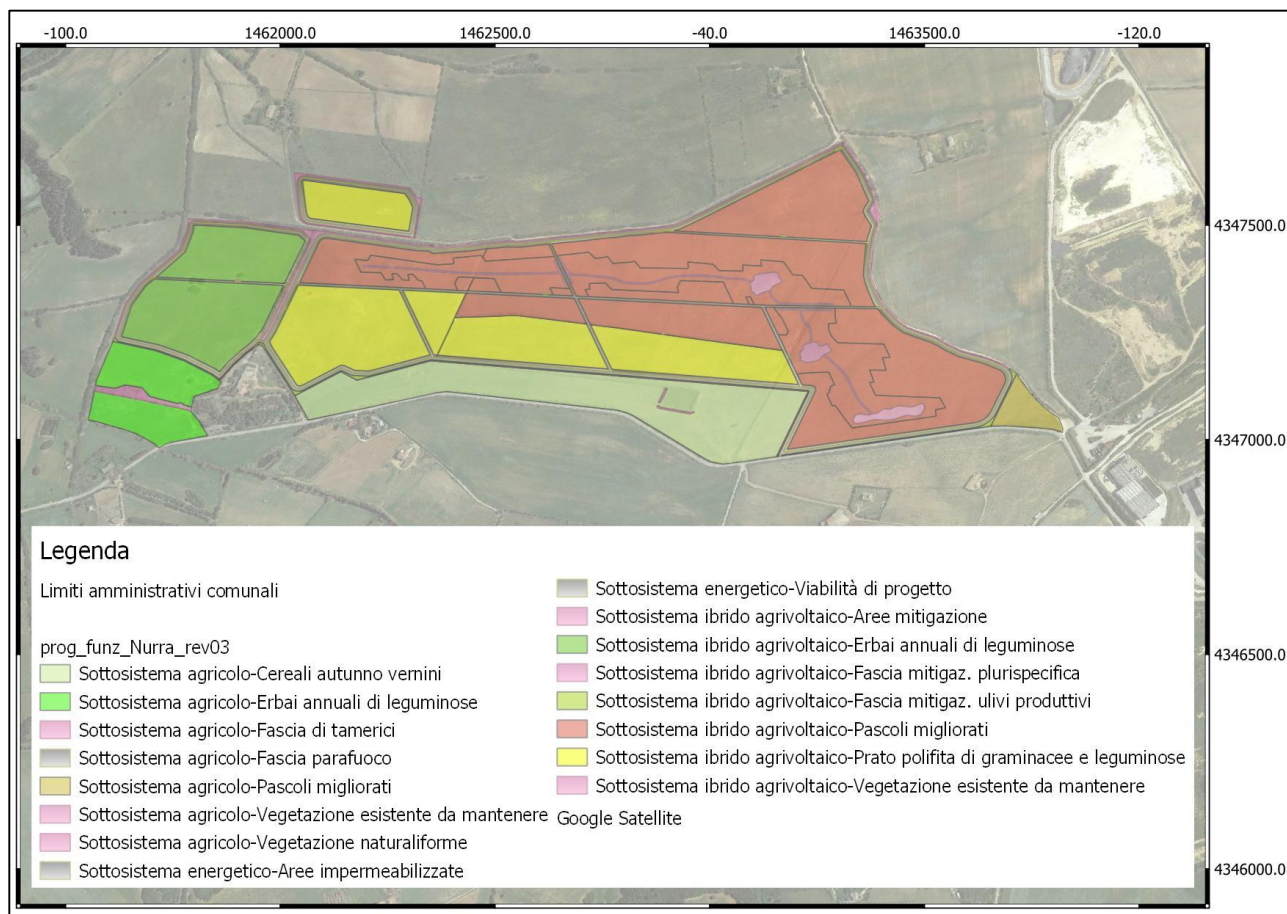 -100.0 1462000.0 1462500.0 -40.0 1463500.0 -120.0
4347500.0
4347000.0
4346500.0
4346000.0
Legenda
Limiti amministrativi comunali
prog_funz_Nurra_rev03
Sottosistema agricolo-Cereali autunno vernini
Sottosistema agricolo-Erbai annuali di leguminose
Sottosistema agricolo-Fascia di tamerici
Sottosistema agricolo-Fascia parafuoco
Sottosistema agricolo-Pascoli migliorati
Sottosistema agricolo-Vegetazione esistente da mantenere
Sottosistema agricolo-Vegetazione naturaliforme
Sottosistema energetico-Aree impermeabilizzate
Sottosistema energetico-Viabilità di progetto
Sottosistema ibrido agrivoltaico-Aree mitigazione
Sottosistema ibrido agrivoltaico-Erbai annuali di leguminose
Sottosistema ibrido agrivoltaico-Fascia mitigaz. plurispecifica
Sottosistema ibrido agrivoltaico-Fascia mitigaz. ulivi produttivi
Sottosistema ibrido agrivoltaico-Pascoli migliorati
Sottosistema ibrido agrivoltaico-Prato polifita di graminacee e leguminose
Sottosistema ibrido agrivoltaico-Vegetazione esistente da mantenere
Google Satellite